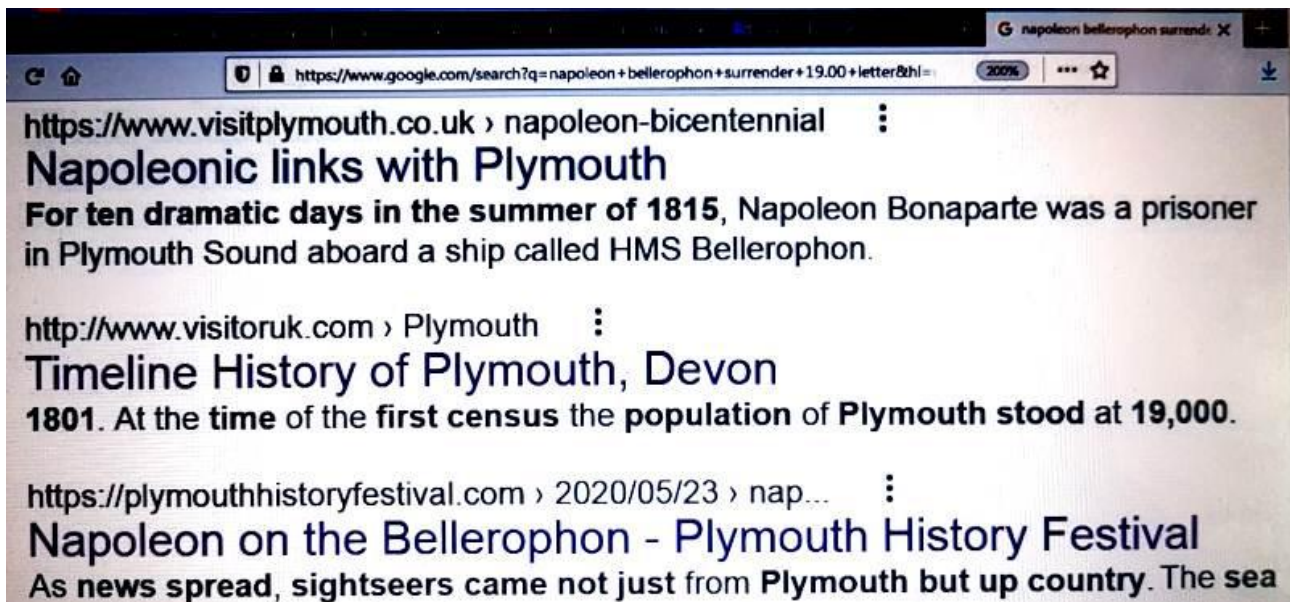 G napoleon bellerophon surrende X
https://www.google.com/search?q=napoleon+bellerophon+surrender+19.00+letter&hl= 200%
https://www.visitplymouth.co.uk › napoleon-bicentennial
Napoleonic links with Plymouth
For ten dramatic days in the summer of 1815, Napoleon Bonaparte was a prisoner
in Plymouth Sound aboard a ship called HMS Bellerophon.
http://www.visitoruk.com › Plymouth
Timeline History of Plymouth, Devon
1801. At the time of the first census the population of Plymouth stood at 19,000.
https://plymouthhistoryfestival.com › 2020/05/23 › nap...
Napoleon on the Bellerophon - Plymouth History Festival
As news spread, sightseers came not just from Plymouth but up country. The sea